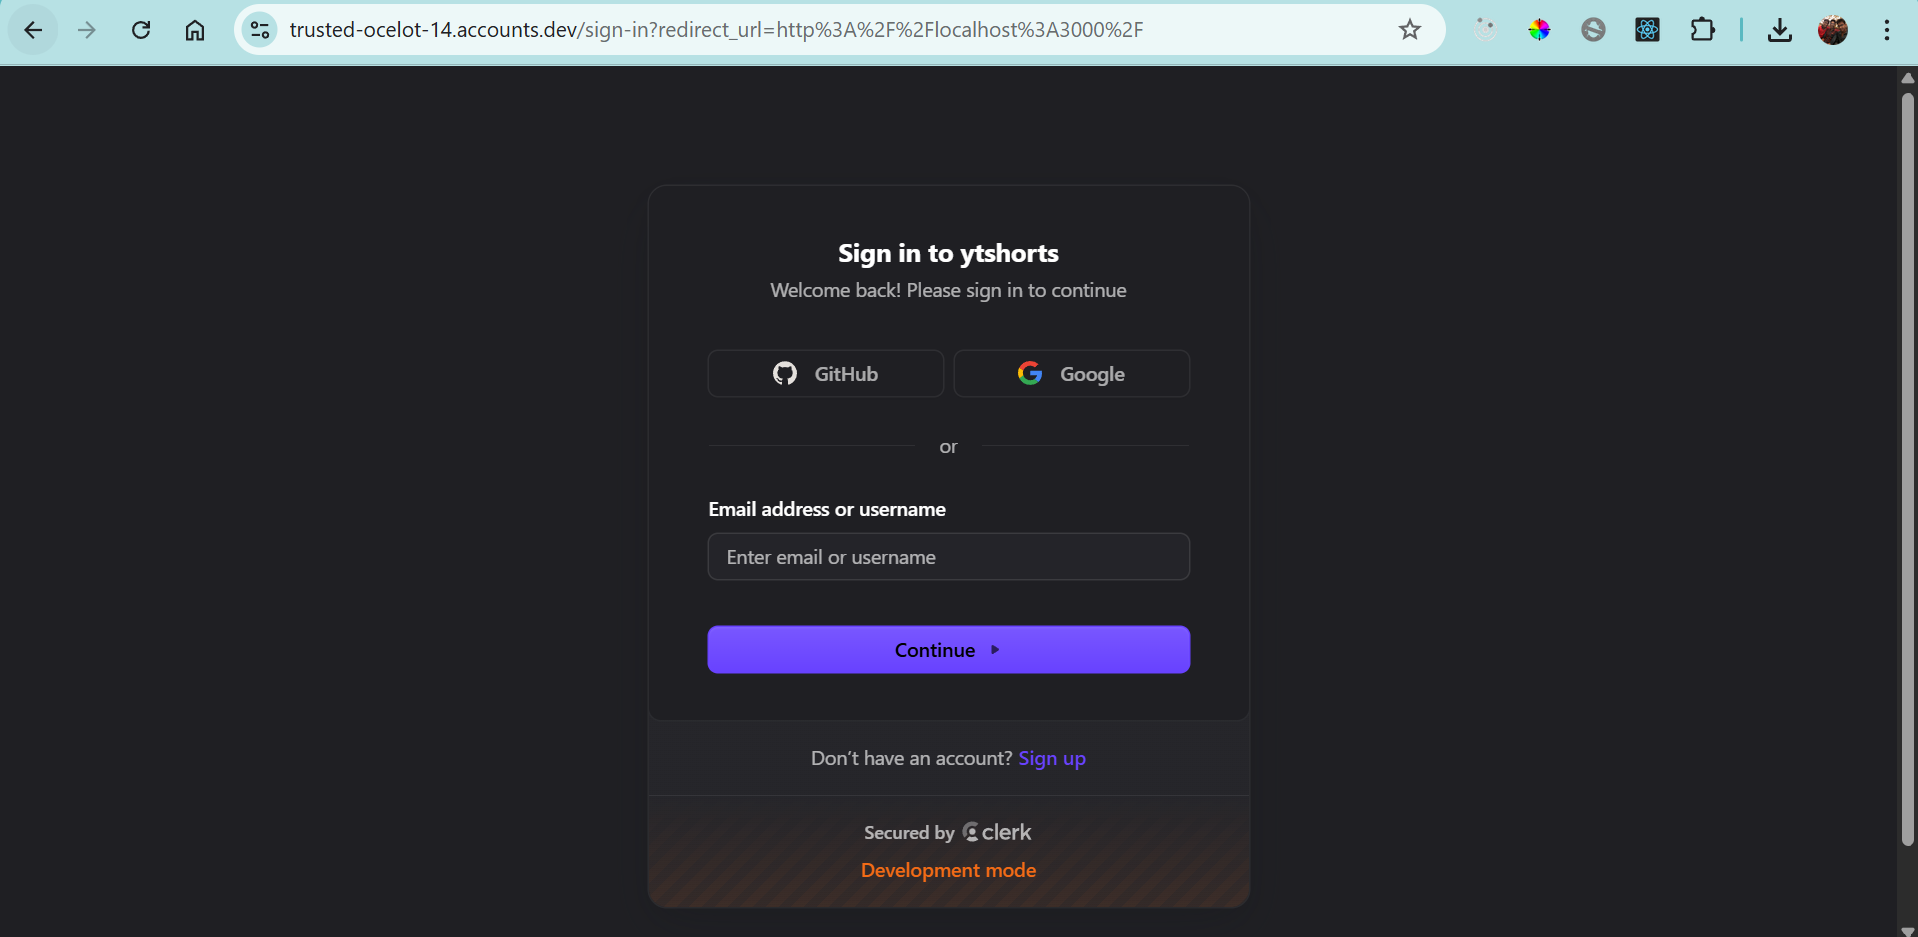 trusted-ocelot-14.accounts.dev/sign-in?redirect_url=http%3A%2F%2Flocalhost%3A3000%2F
Sign in to ytshorts
Welcome back! Please sign in to continue
GitHub Google
or
Email address or username
Enter email or username
Continue
Don’t have an account? Sign up
Secured by clerk
Development mode